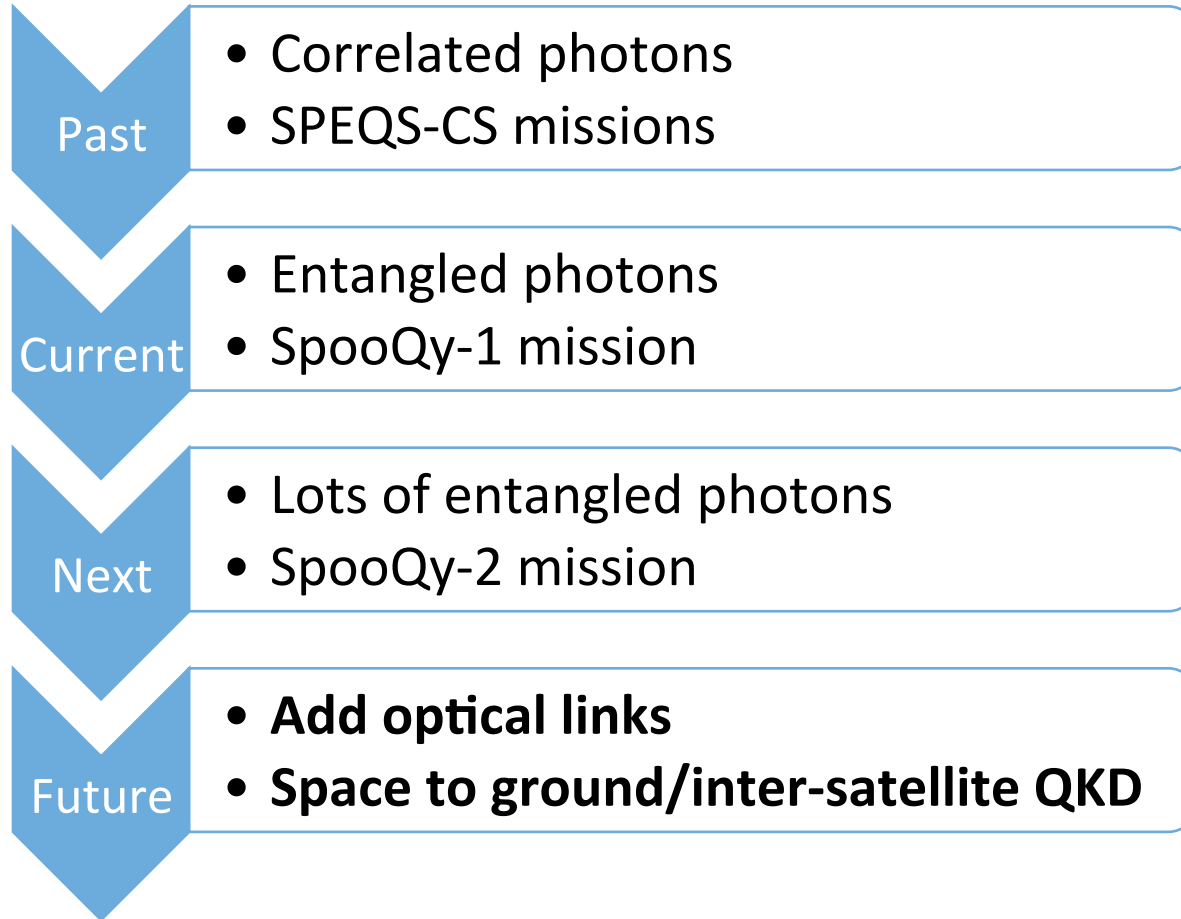 Past
• Correlated photons
• SPEQS-CS missions
Current
• Entangled photons
• SpooQy-1 mission
Next
• Lots of entangled photons
• SpooQy-2 mission
Future
• Add optical links
• Space to ground/inter-satellite QKD